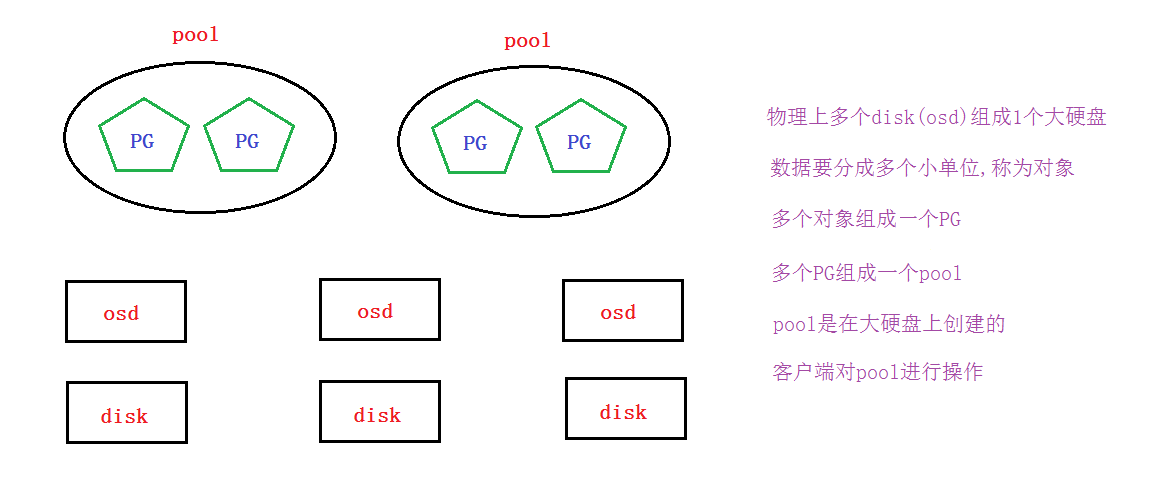 pool
pool
PG
PG
PG
PG
osd
osd
osd
disk
disk
disk
物理上多个disk(osd)组成1个大硬盘
数据要分成多个小单位,称为对象
多个对象组成一个PG
多个PG组成一个pool
pool是在大硬盘上创建的
客户端对pool进行操作